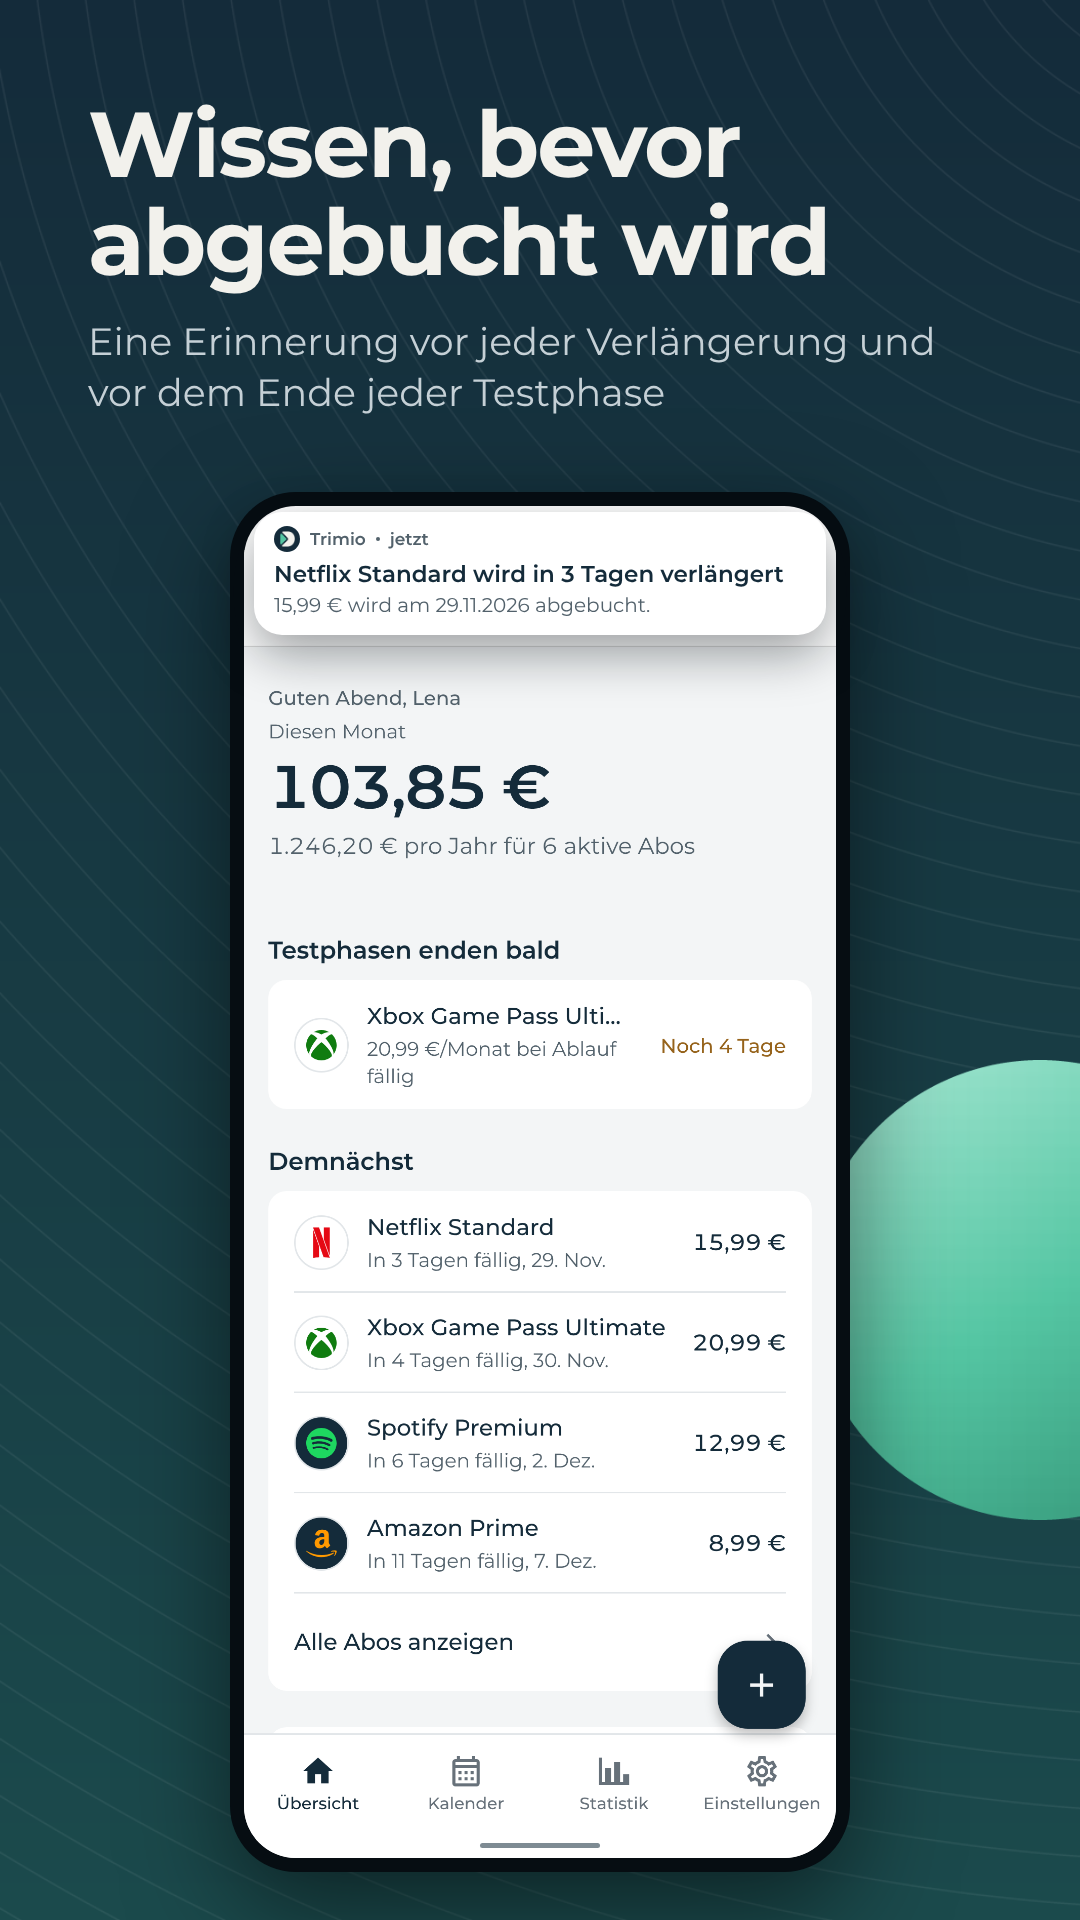 Wissen, bevor
abgebucht wird
Eine Erinnerung vor jeder Verlängerung und
vor dem Ende jeder Testphase
Trimio • jetzt
Netflix Standard wird in 3 Tagen verlängert
15,99 € wird am 29.11.2026 abgebucht.
Guten Abend, Lena
Diesen Monat
103,85 €
1.246,20 € pro Jahr für 6 aktive Abos
Testphasen enden bald
Xbox Game Pass Ulti...
20,99 €/Monat bei Ablauf
fällig
Noch 4 Tage
Demnächst
Netflix Standard
In 3 Tagen fällig, 29. Nov.
15,99 €
Xbox Game Pass Ultimate
In 4 Tagen fällig, 30. Nov.
20,99 €
Spotify Premium
In 6 Tagen fällig, 2. Dez.
12,99 €
Amazon Prime
In 11 Tagen fällig, 7. Dez.
8,99 €
Alle Abos anzeigen
Übersicht
Kalender
Statistik
Einstellungen